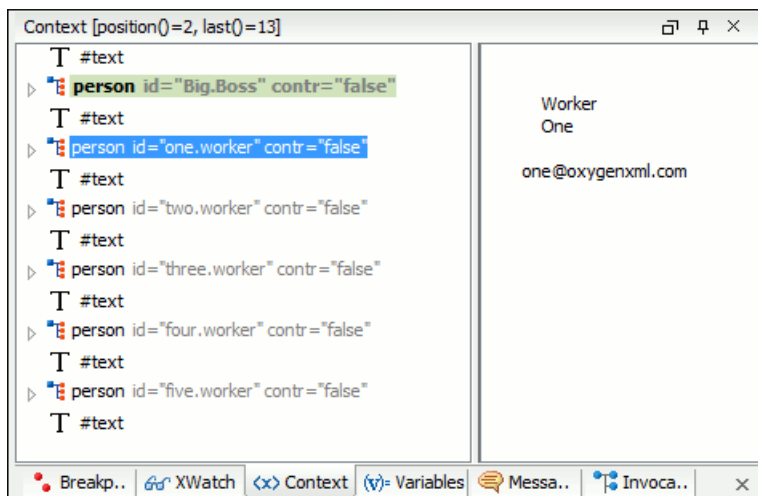 Context [position()=2, last()=13]
T #text
person id="Big.Boss" contr="false"
T #text
person id="one.worker" contr="false"
T #text
person id="two.worker" contr="false"
T #text
person id="three.worker" contr="false"
T #text
person id="four.worker" contr="false"
T #text
person id="five.worker" contr="false"
T #text
Worker
One
one@oxygenxml.com
Breakp.. XWatch <x> Context (v)= Variables Messa.. Invoca..